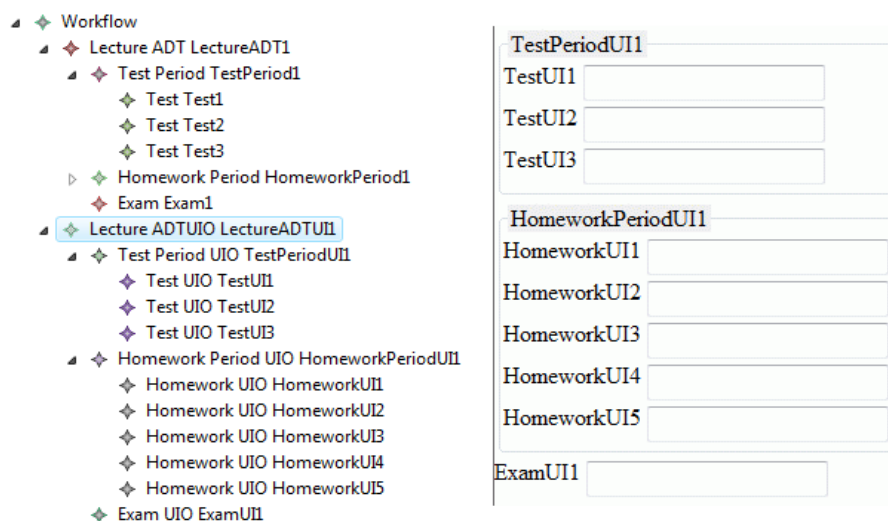 Workflow
Lecture ADT LectureADT1
Test Period TestPeriod1
Test Test1
Test Test2
Test Test3
Homework Period HomeworkPeriod1
Exam Exam1
Lecture ADTUIO LectureADTUI1
Test Period UIO TestPeriodUI1
Test UIO TestUI1
Test UIO TestUI2
Test UIO TestUI3
Homework Period UIO HomeworkPeriodUI1
Homework UIO HomeworkUI1
Homework UIO HomeworkUI2
Homework UIO HomeworkUI3
Homework UIO HomeworkUI4
Homework UIO HomeworkUI5
Exam UIO ExamUI1
TestPeriodUI1
TestUI1
TestUI2
TestUI3
HomeworkPeriodUI1
HomeworkUI1
HomeworkUI2
HomeworkUI3
HomeworkUI4
HomeworkUI5
ExamUI1